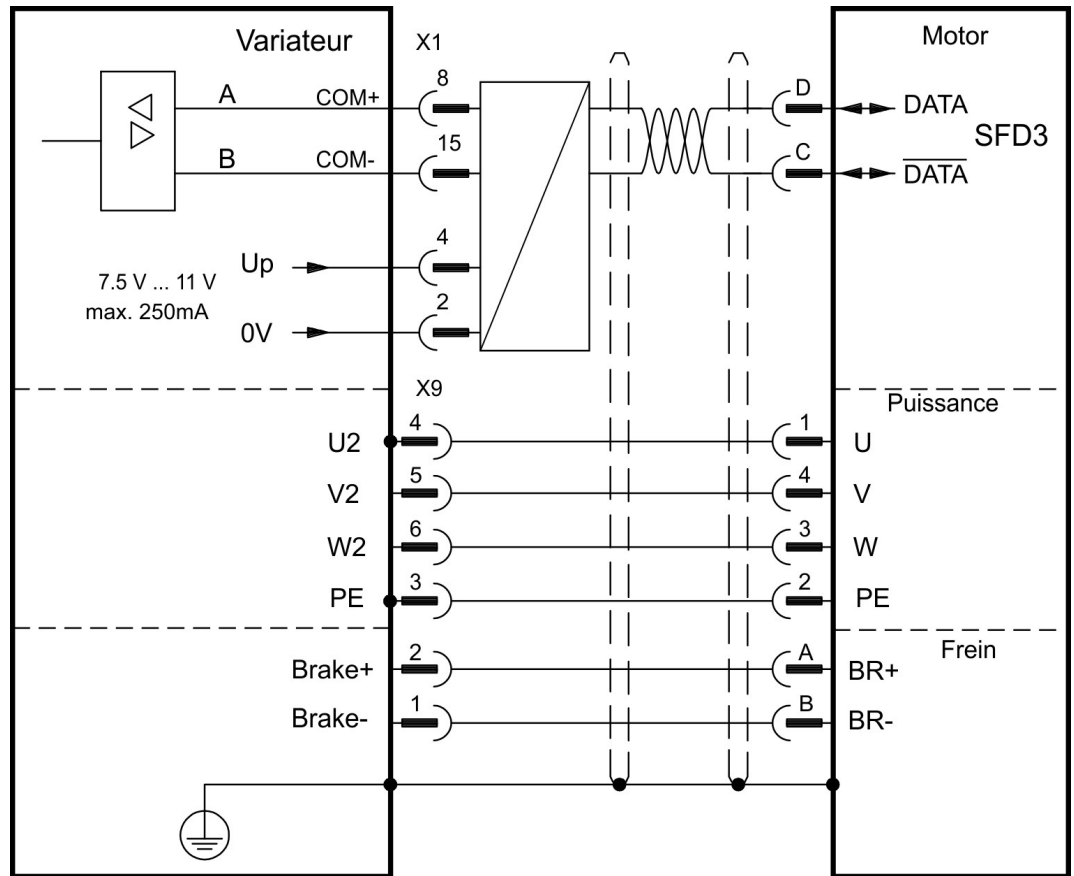 Variateur
X1
Motor
8
D
A
COM+
DATA
SFD3
15
C
B
COM-
DATA
4
Up
7.5 V ... 11 V
max. 250mA
2
0V
X9
Puissance
U2
4
1
U
V2
5
4
V
W2
6
3
W
PE
3
2
PE
Frein
Brake+
2
A
BR+
Brake-
1
B
BR-